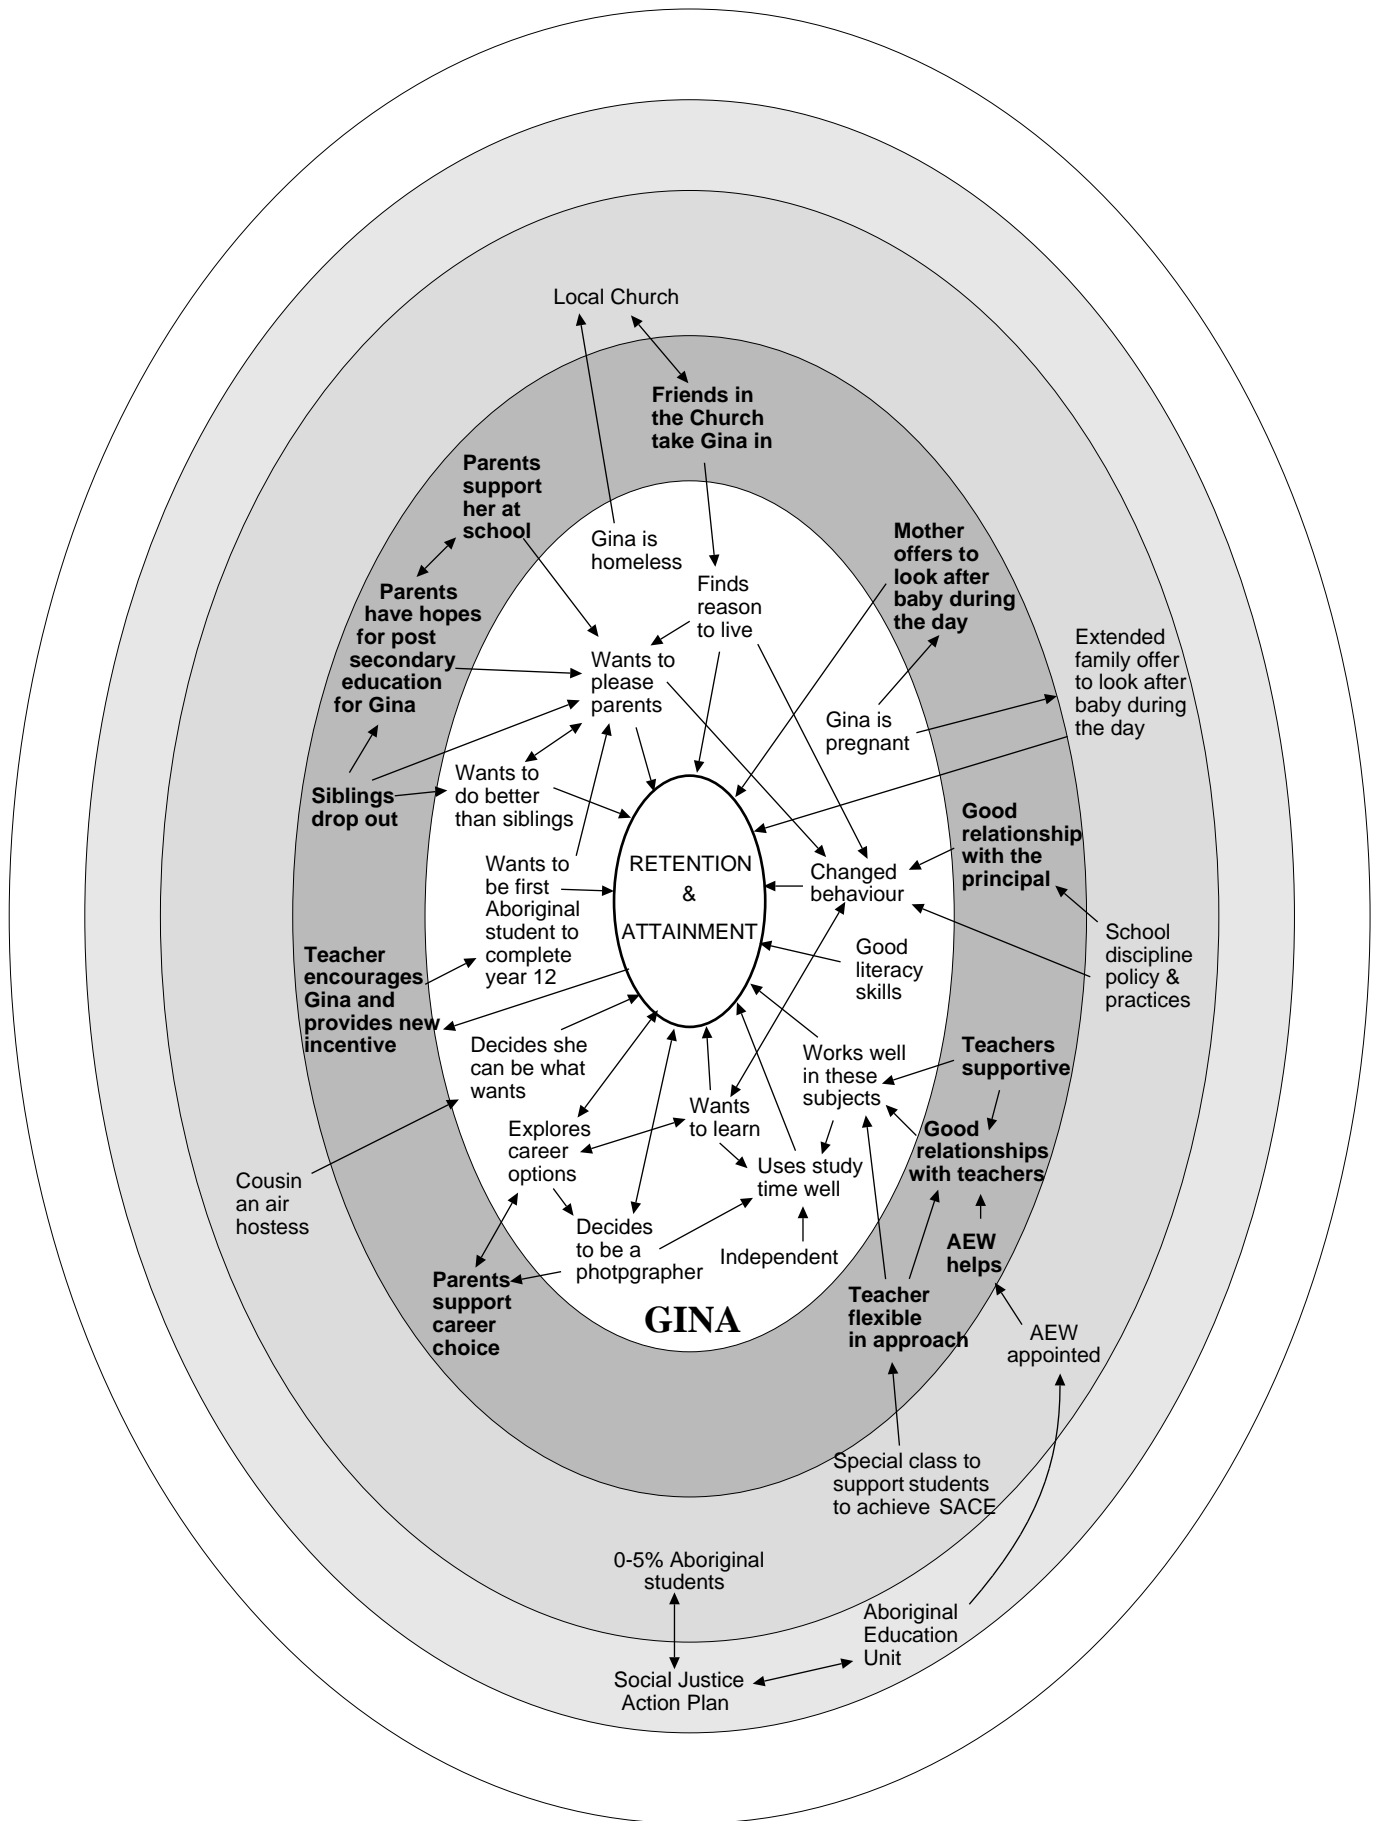 Local Church
Friends in
the Church
take Gina in
Parents
support
her at
school
Gina is
homeless
Mother
offers to
look after
baby during
the day
Finds
reason
to live
Parents
have hopes
for post
secondary
education
for Gina
Extended
family offer
to look after
baby during
the day
Wants to
please
parents
Gina is
pregnant
Siblings
drop out
Wants to
do better
than siblings
Good
relationship
with the
principal
RETENTION
&
ATTAINMENT
Changed
behaviour
Wants to
be first
Aboriginal
student to
complete
year 12
School
discipline
policy &
practices
Good
literacy
skills
Teacher
encourages
Gina and
provides new
incentive
Decides she
can be what
wants
Works well
in these
subjects
Teachers
supportive
Wants
to learn
Explores
career
options
Good
relationships
with teachers
Uses study
time well
Cousin
an air
hostess
Decides
to be a
photpgrapher
Independent
AEW
helps
Parents
support
career
choice
Teacher
flexible
in approach
GINA
AEW
appointed
Special class to
support students
to achieve SACE
0-5% Aboriginal
students
Aboriginal
Education
Unit
Social Justice
Action Plan